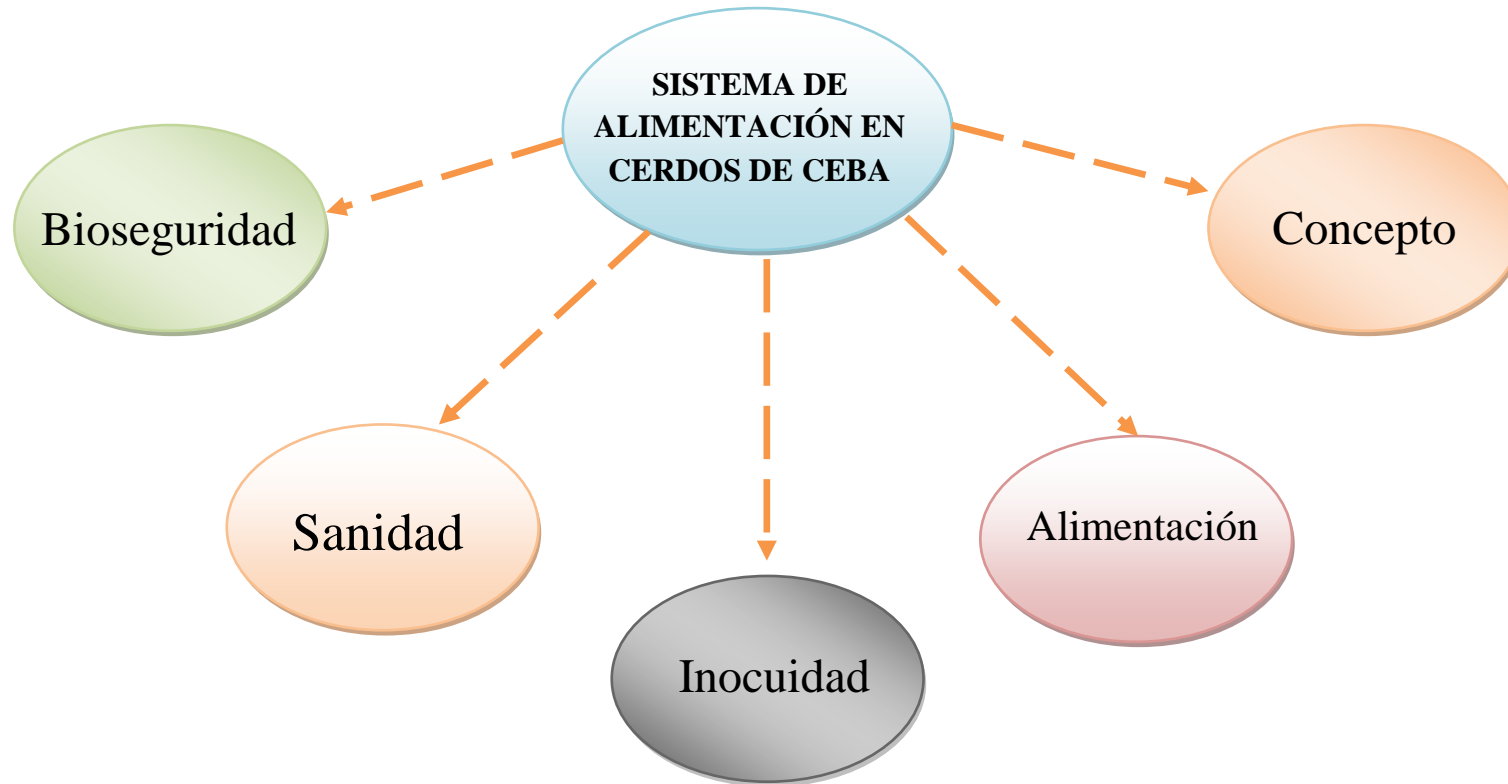 SISTEMA DE
ALIMENTACIÓN EN
CERDOS DE CEBA
Bioseguridad
Concepto
Sanidad
Alimentación
Inocuidad